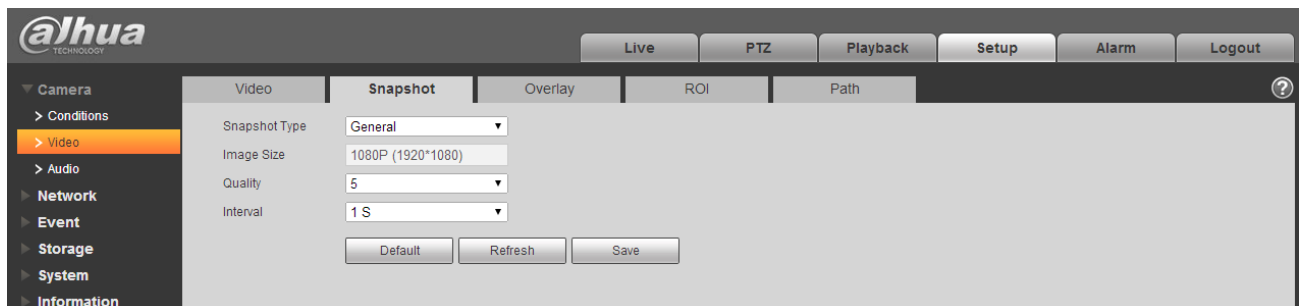 alhua
TECHNOLOGY
Live PTZ Playback Setup Alarm Logout
Camera
> Conditions
> Video
> Audio
Network
Event
Storage
System
Information
Video Snapshot Overlay ROI Path ?
Snapshot Type General
Image Size 1080P (1920*1080)
Quality 5
Interval 1 S
Default Refresh Save